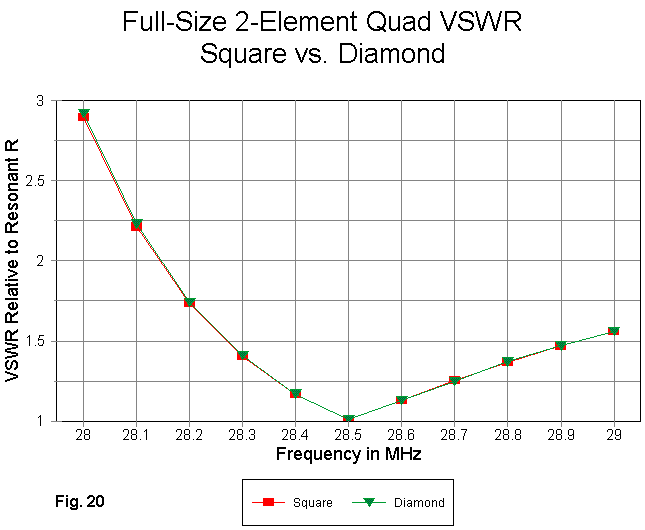 Full-Size 2-Element Quad VSWR
Square vs. Diamond
VSWR Relative to Resonant R
3
2.5
2
1.5
1
28 28.1 28.2 28.3 28.4 28.5 28.6 28.7 28.8 28.9 29
Frequency in MHz
Fig. 20
Square Diamond